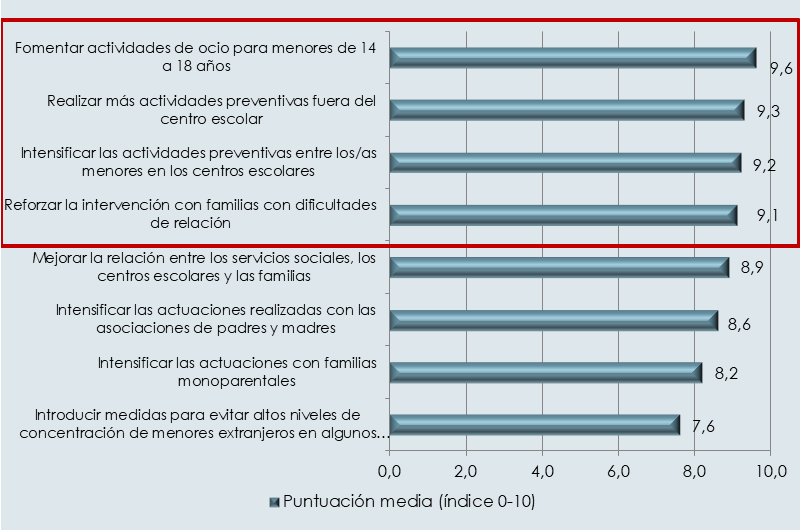 Fomentar actividades de ocio para menores de 14
a 18 años
9,6
Realizar más actividades preventivas fuera del
centro escolar
9,3
Intensificar las actividades preventivas entre los/as
menores en los centros escolares
9,2
Reforzar la intervención con familias con dificultades
de relación
9,1
Mejorar la relación entre los servicios sociales, los
centros escolares y las familias
8,9
Intensificar las actuaciones realizadas con las
asociaciones de padres y madres
8,6
Intensificar las actuaciones con familias
monoparentales
8,2
Introducir medidas para evitar altos niveles de
concentración de menores extranjeros en algunos…
7,6
0,0 2,0 4,0 6,0 8,0 10,0
Puntuación media (índice 0-10)